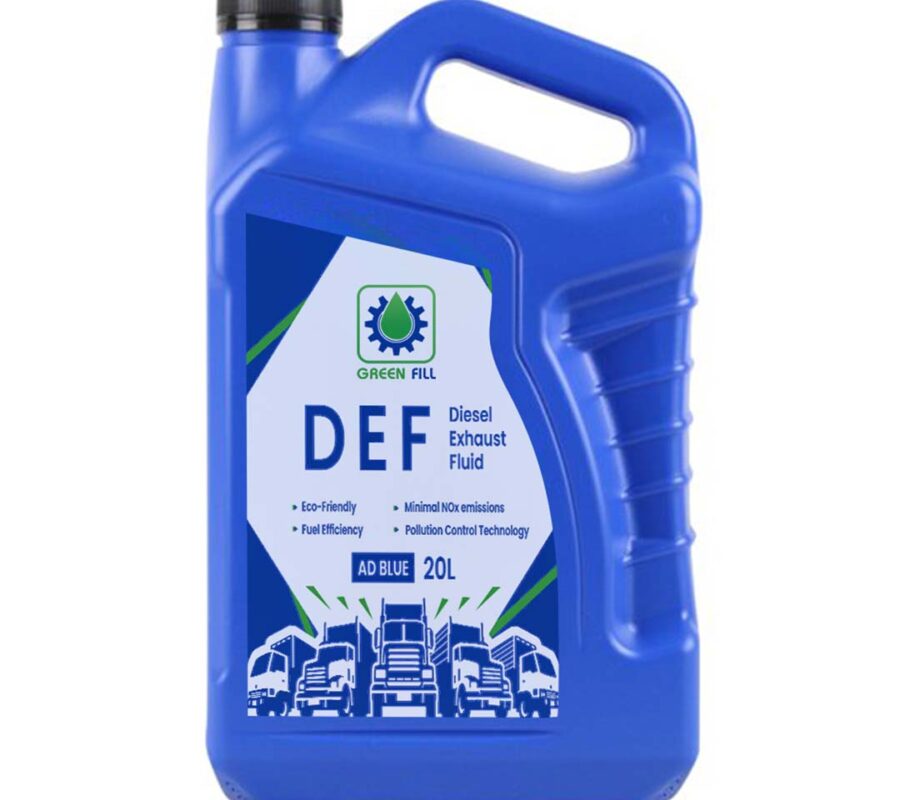 GREEN FILL
DEF
Diesel
Exhaust
Fluid
Eco-Friendly
Minimal NOx emissions
Fuel Efficiency
Pollution Control Technology
AD BLUE 20L